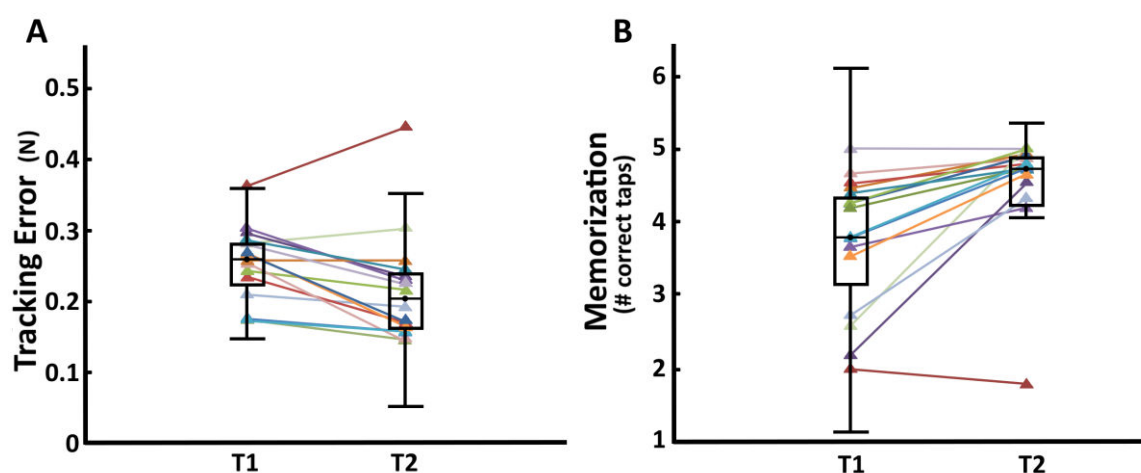 A
Tracking Error (N)
0.5
0.4
0.3
0.2
0.1
0
T1 T2
B
Memorization
(# correct taps)
6
5
4
3
2
1
T1 T2